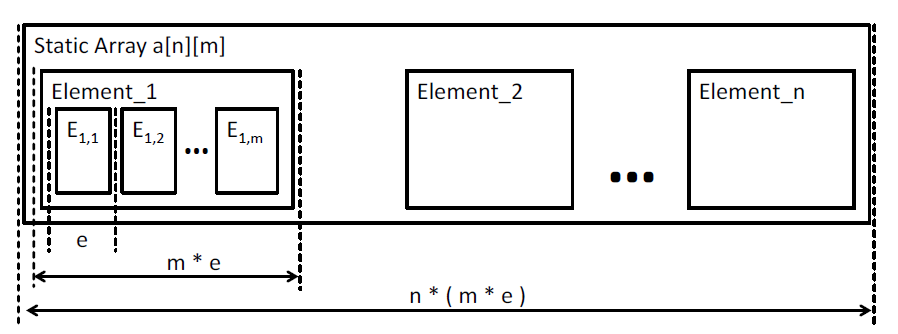 Static Array a[n][m]
Element_1 Element_2 Element_n
E1,1 E1,2 ... E1,m ...
e
m * e
n * ( m * e )